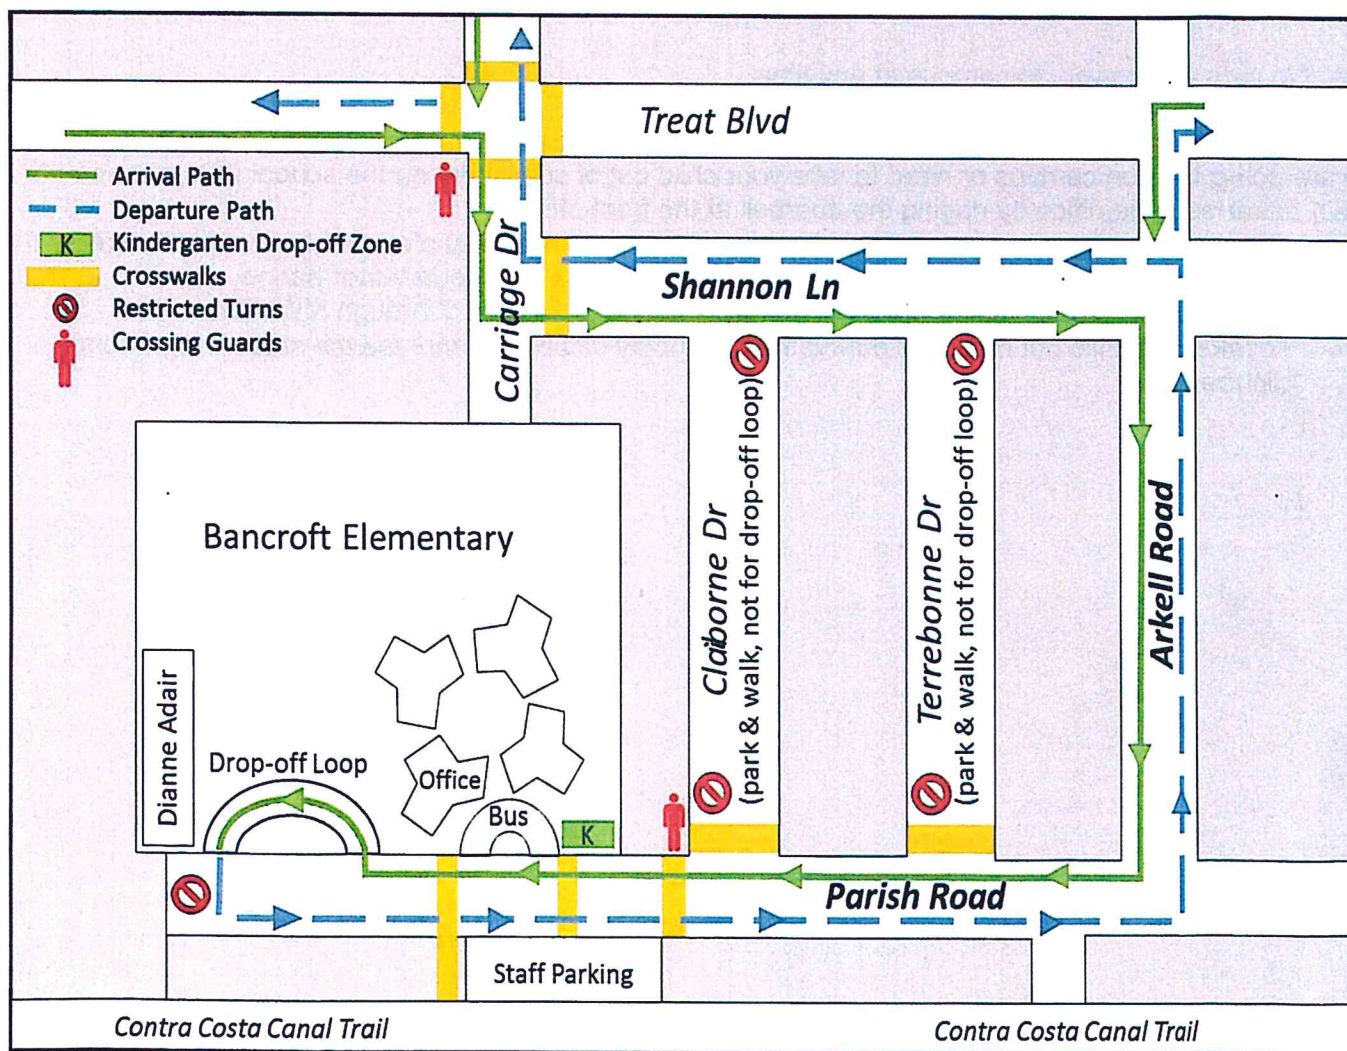 Treat Blvd
Arrival Path
Departure Path
K
Kindergarten Drop-off Zone
Crosswalks
Restricted Turns
Crossing Guards
Carriage Dr
Shannon Ln
Bancroft Elementary
Claiborne Dr
(park & walk, not for drop-off loop)
Terrebonne Dr
(park & walk, not for drop-off loop)
Arkell Road
Dianne Adair
Drop-off Loop
Office
Bus
K
Parish Road
Staff Parking
Contra Costa Canal Trail
Contra Costa Canal Trail